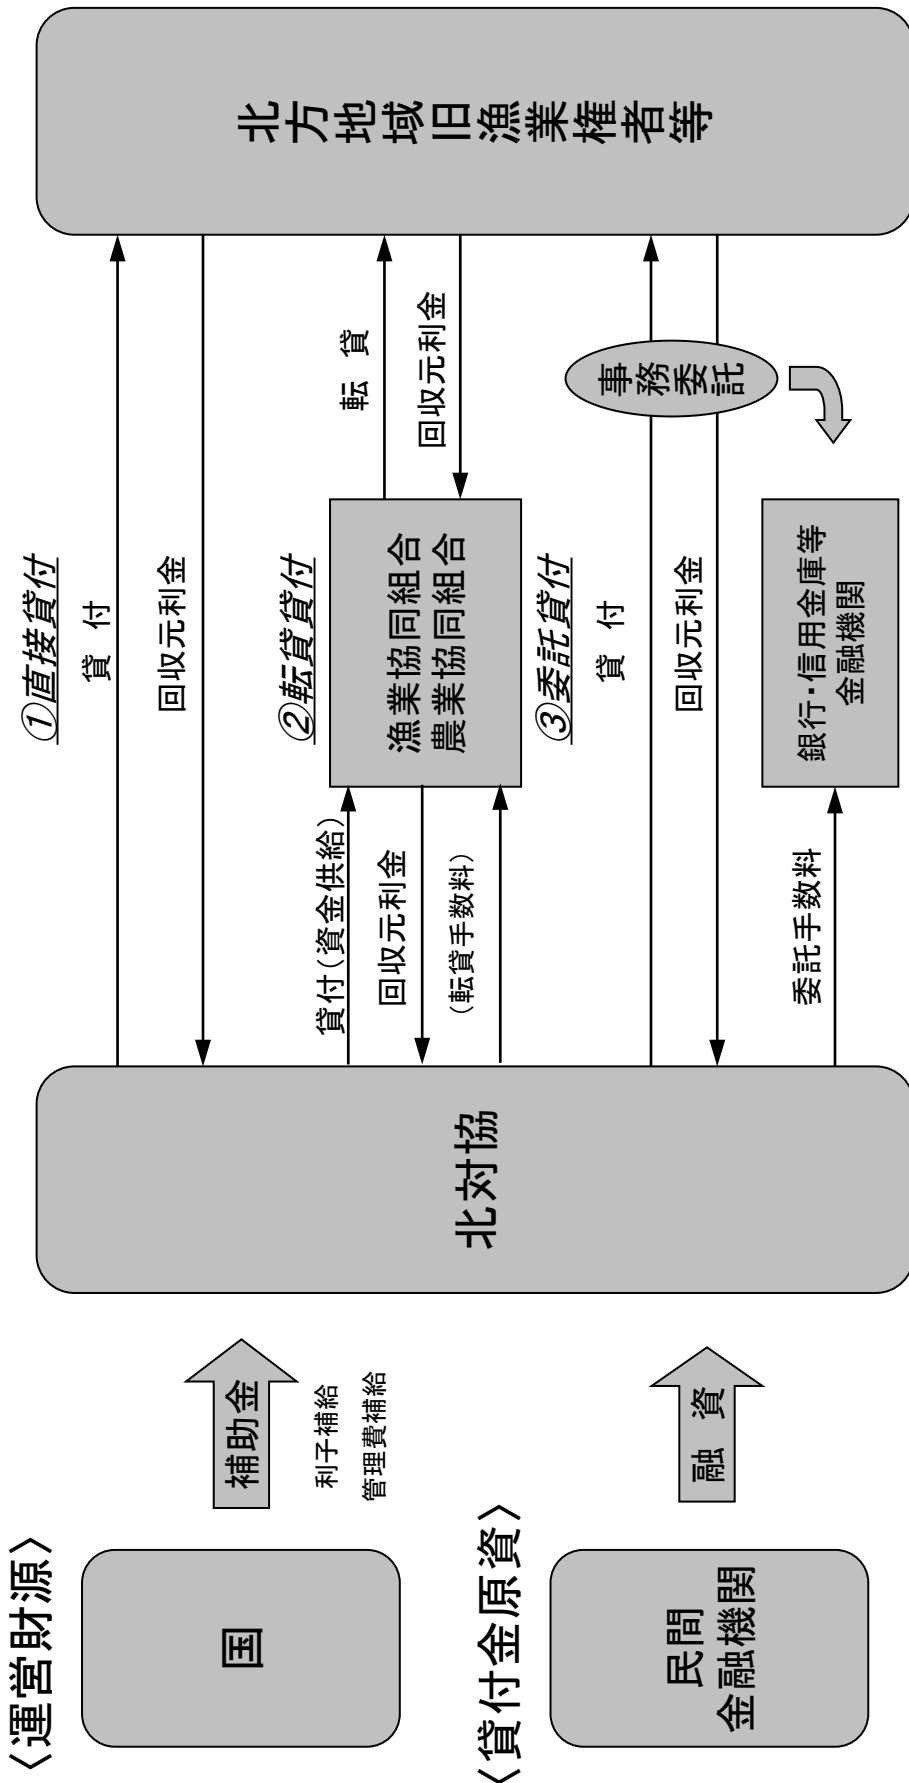 〈運営財源〉
国
補助金
利子補給
管理費補給
〈貸付金原資〉
民間
金融機関
融　資
北対協
①直接貸付
貸　付
回収元利金
②転貸貸付
貸付(資金供給)
回収元利金
(転貸手数料)
漁業協同組合
農業協同組合
転　貸
回収元利金
③委託貸付
貸　付
回収元利金
事務
委託
委託手数料
銀行・信用金庫等
金融機関
北方地域旧漁業権者等